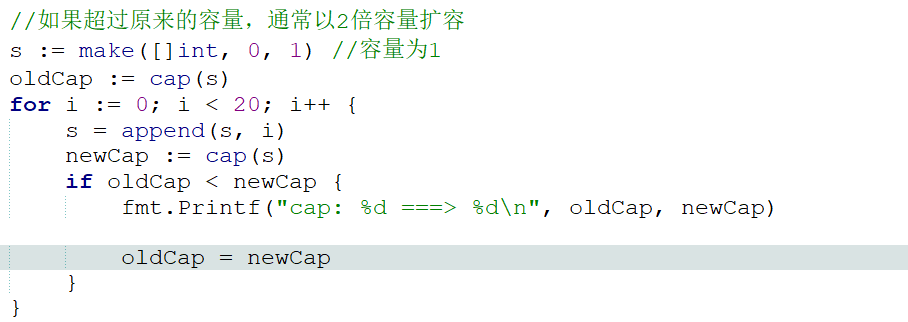 //如果超过原来的容量，通常以2倍容量扩容
s := make([]int, 0, 1) //容量为1
oldCap := cap(s)
for i := 0; i < 20; i++ {
    s = append(s, i)
    newCap := cap(s)
    if oldCap < newCap {
        fmt.Printf("cap: %d ===> %d\n", oldCap, newCap)
        oldCap = newCap
    }
}